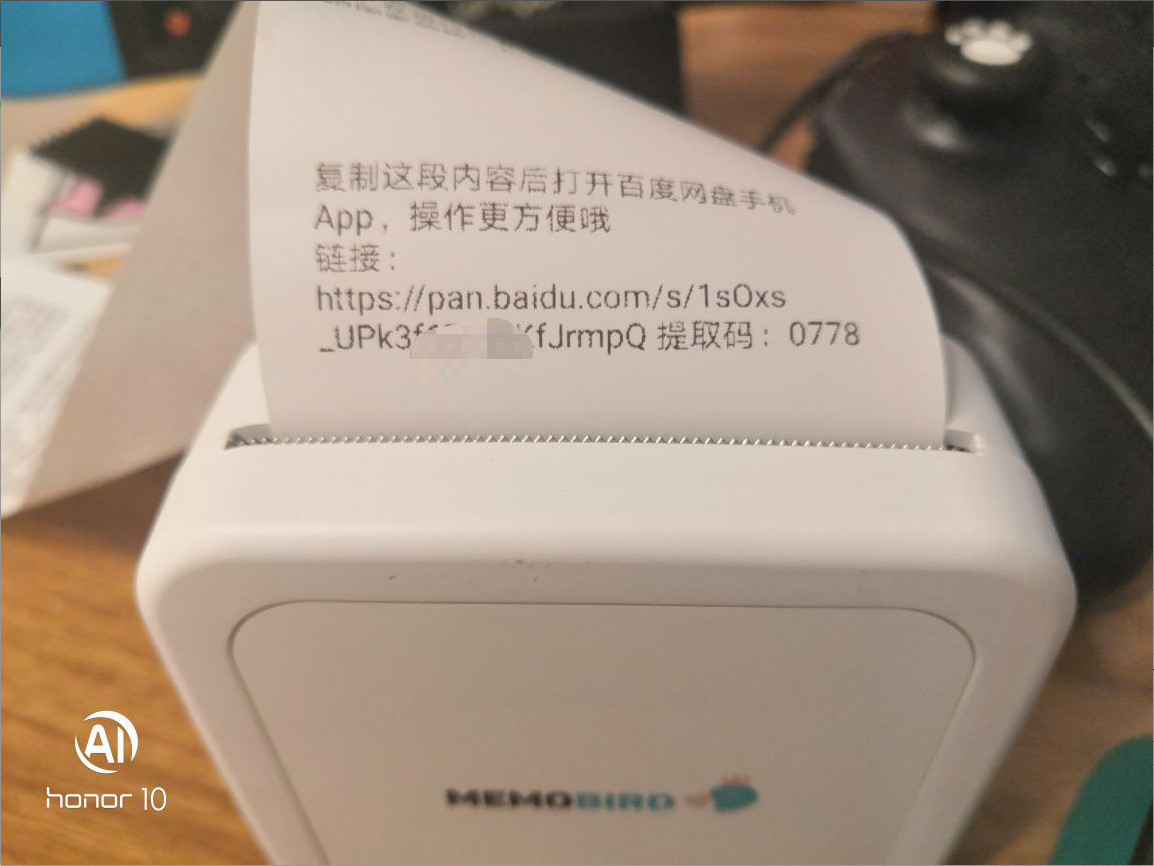 复制这段内容后打开百度网盘手机
App，操作更方便哦
链接：
https://pan.baidu.com/s/1sOxs
_UPk3f fJrmpQ 提取码：0778
MEMOBIRD
AI
honor 10